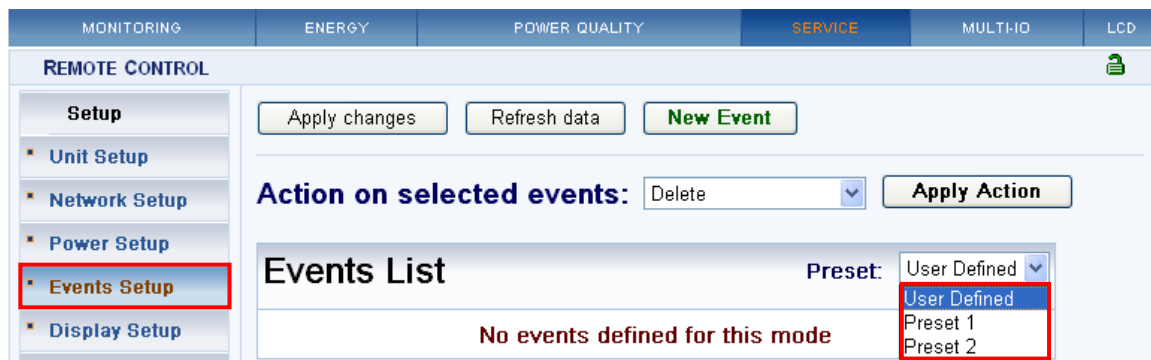 MONITORING ENERGY POWER QUALITY SERVICE MULTI-IO LCD
REMOTE CONTROL
Setup
Unit Setup
Network Setup
Power Setup
Events Setup
Display Setup
Apply changes Refresh data New Event
Action on selected events: Delete Apply Action
Events List Preset: User Defined
User Defined
Preset 1
Preset 2
No events defined for this mode